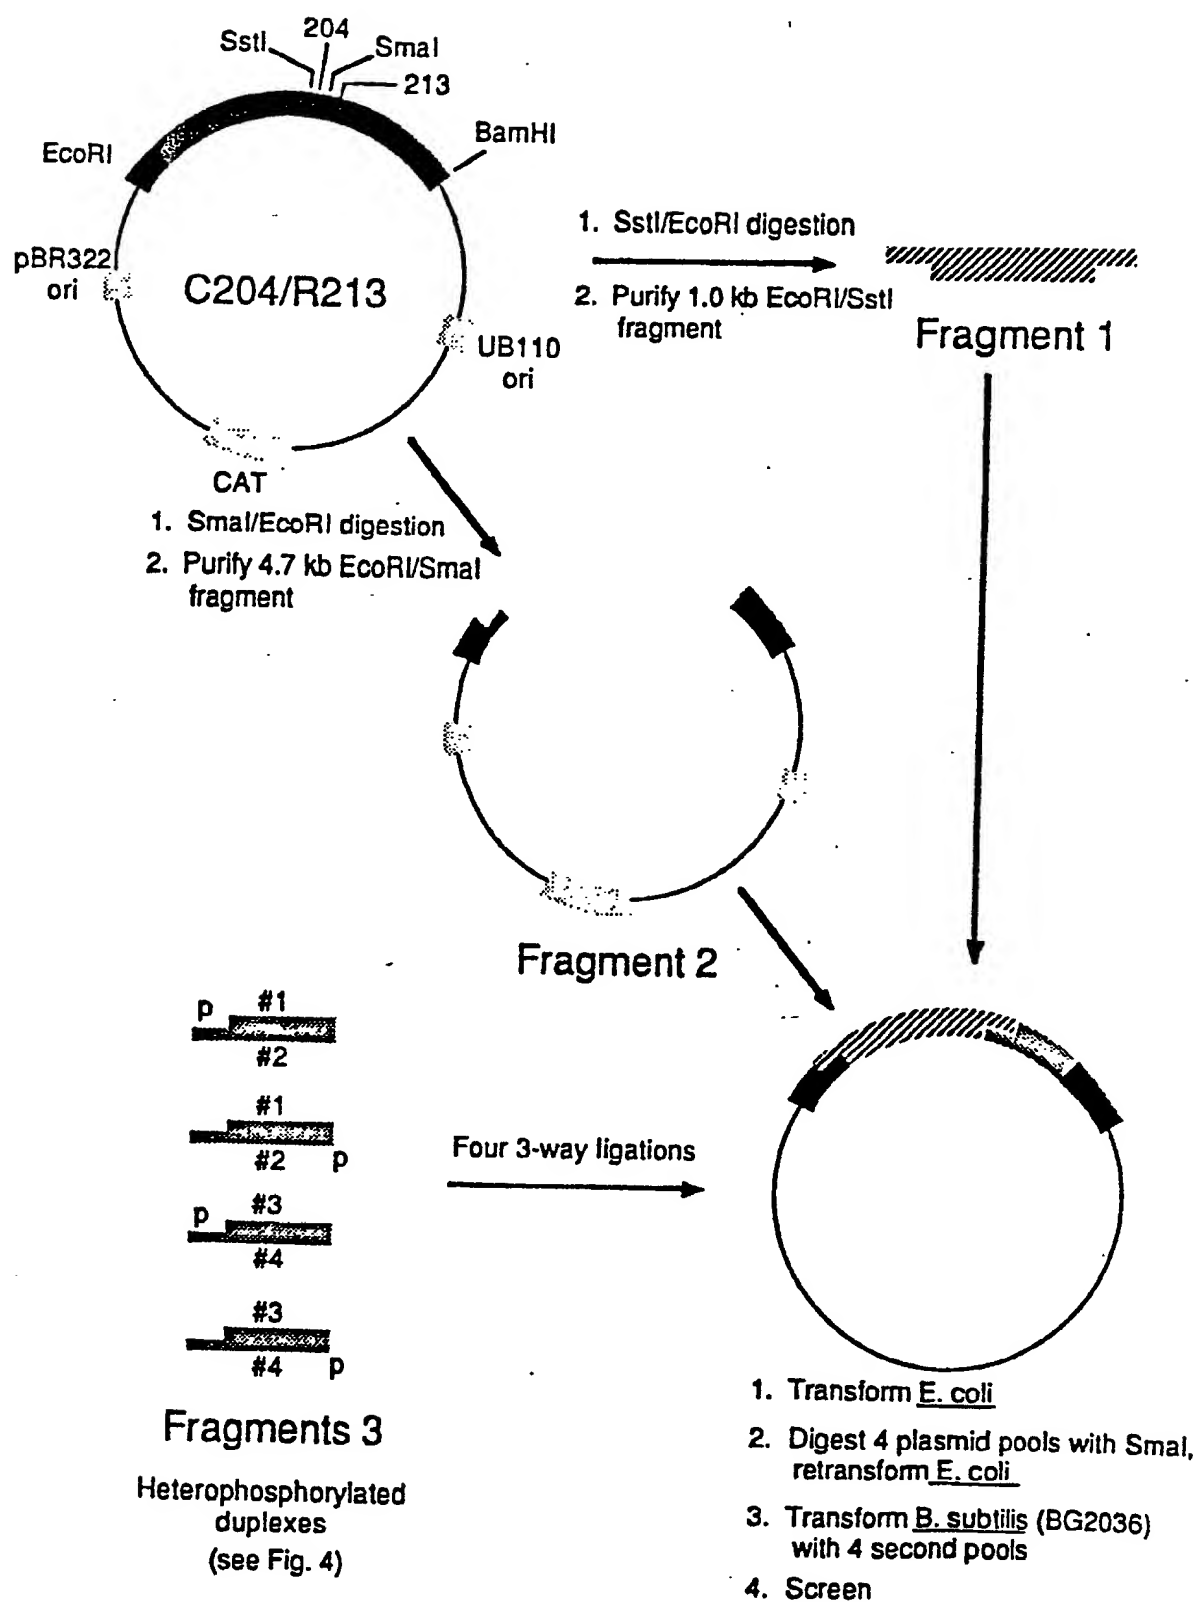 204
SstI
SmaI
213
EcoRI
BamHI
pBR322
ori
C204/R213
UB110
ori
CAT
1. SstI/EcoRI digestion
2. Purify 1.0 kb EcoRI/SstI
fragment
Fragment 1
1. SmaI/EcoRI digestion
2. Purify 4.7 kb EcoRI/SmaI
fragment
Fragment 2
p #1
#2
#1
#2 p
p #3
#4
#3
#4 p
Fragments 3
Heterophosphorylated
duplexes
(see Fig. 4)
Four 3-way ligations
1. Transform E. coli
2. Digest 4 plasmid pools with SmaI,
retransform E. coli
3. Transform B. subtilis (BG2036)
with 4 second pools
4. Screen